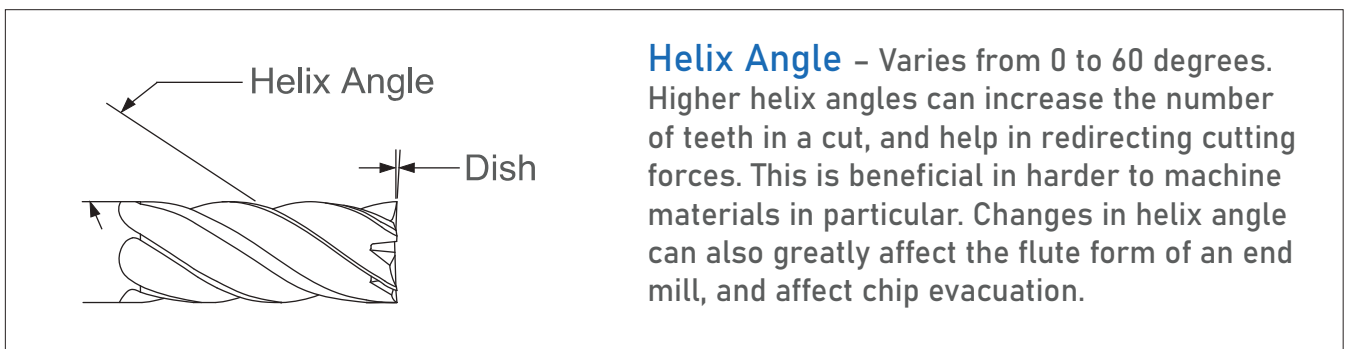 Helix Angle
Dish
Helix Angle – Varies from 0 to 60 degrees.
Higher helix angles can increase the number
of teeth in a cut, and help in redirecting cutting
forces. This is beneficial in harder to machine
materials in particular. Changes in helix angle
can also greatly affect the flute form of an end
mill, and affect chip evacuation.